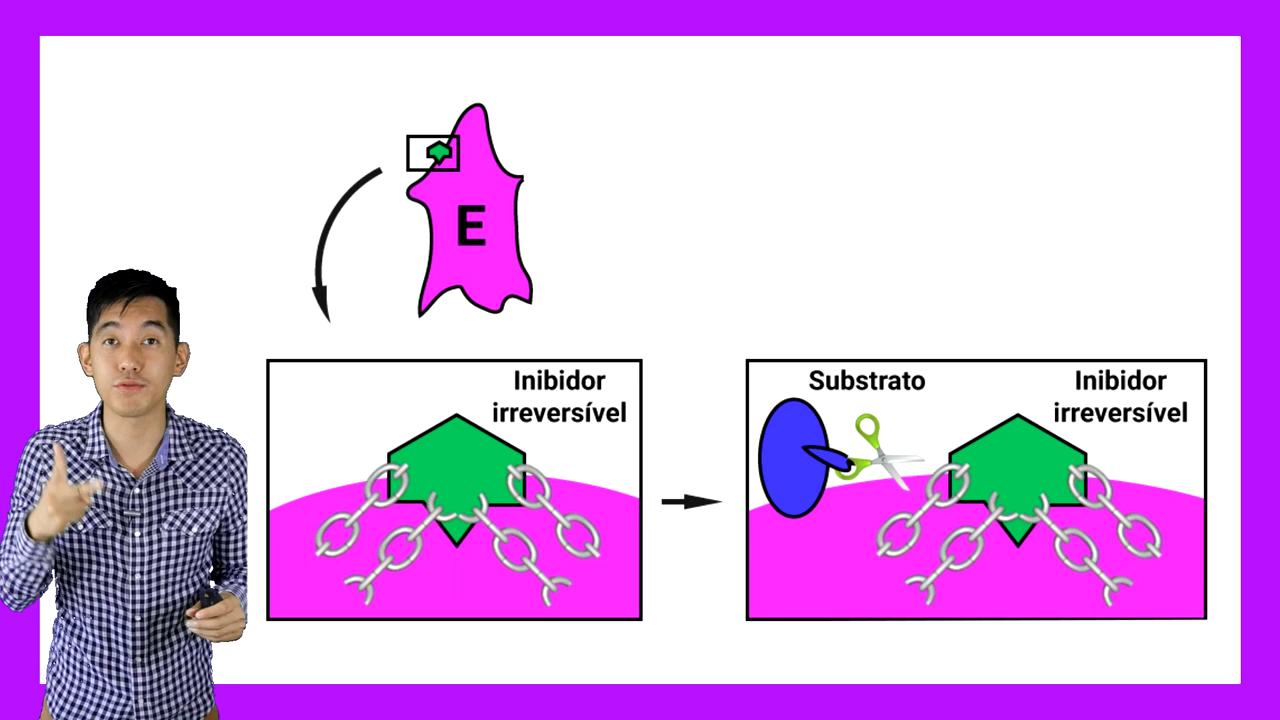 E
Inibidor
irreversível
Substrato
Inibidor
irreversível